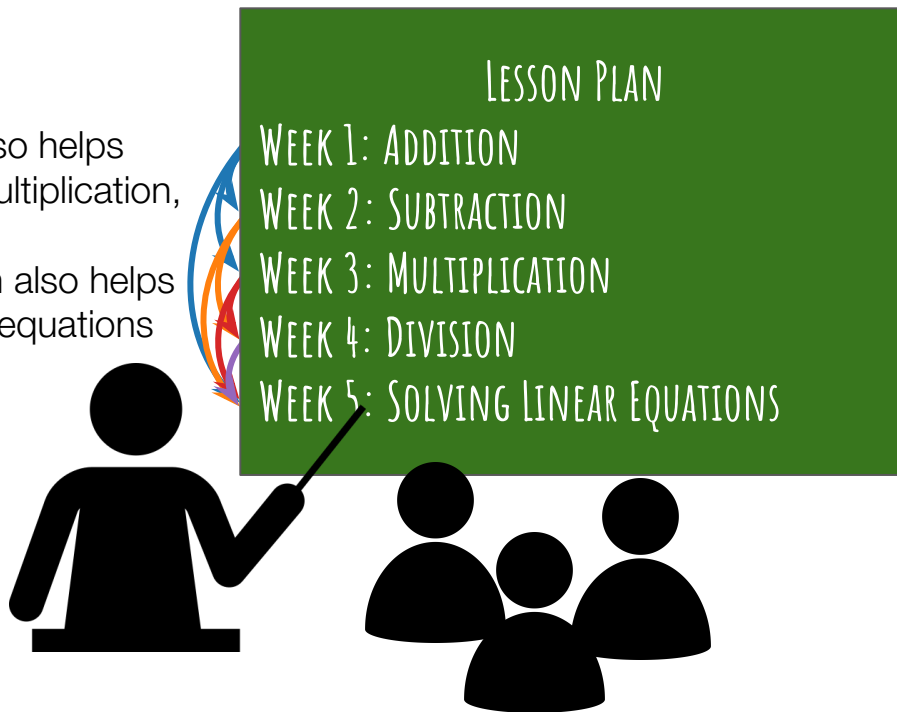 so helps
ultiplication,
n also helps
equations
Lesson Plan
Week 1: Addition
Week 2: Subtraction
Week 3: Multiplication
Week 4: Division
Week 5: Solving Linear Equations